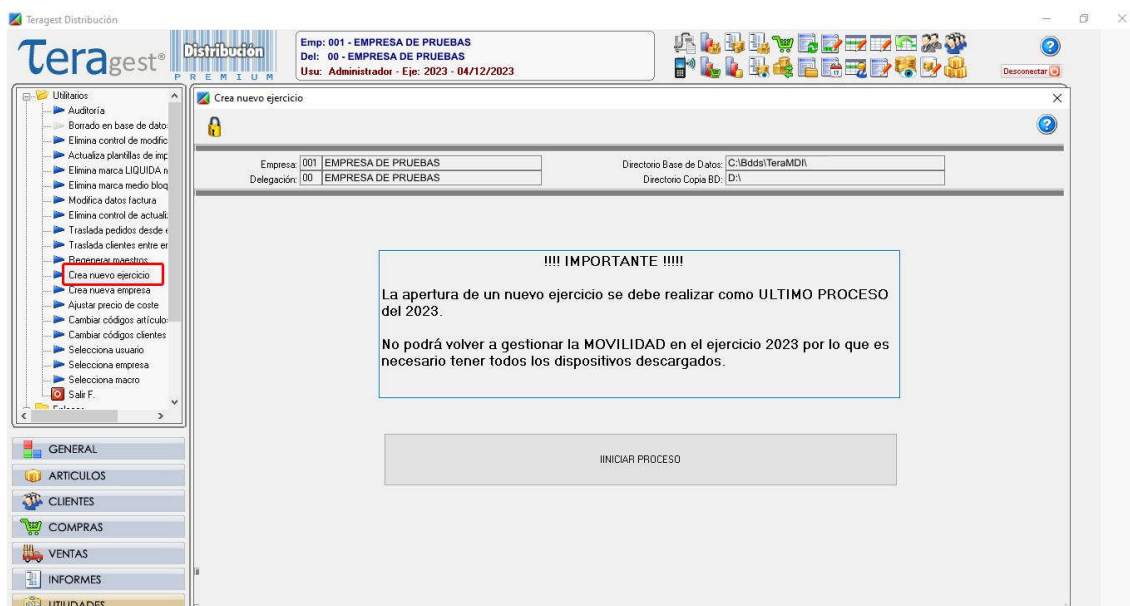 Teragest Distribución
Teragest®
Distribución
PREMIUM
Emp: 001 - EMPRESA DE PRUEBAS
Del: 00 - EMPRESA DE PRUEBAS
Usu: Administrador - Eje: 2023 - 04/12/2023
Desconectar
Utilitarios
Auditoría
Borrado en base de dato
Elimina control de modific
Actualiza plantillas de imp
Elimina marca LIQUIDA n
Elimina marca medio bloq
Modifica datos factura
Elimina control de actuali
Traslada pedidos desde e
Traslada clientes entre er
Regenerar maestros
Crea nuevo ejercicio
Crea nueva empresa
Ajustar precio de coste
Cambiar códigos artículo
Cambiar códigos clientes
Selecciona usuario
Selecciona empresa
Selecciona macro
Salir F.
GENERAL
ARTICULOS
CLIENTES
COMPRAS
VENTAS
INFORMES
UTILIDADES
Crea nuevo ejercicio
Empresa: 001 EMPRESA DE PRUEBAS
Directorio Base de Datos: C:\Bdds\TeraMDI\
Delegación: 00 EMPRESA DE PRUEBAS
Directorio Copia BD: D:\
!!!! IMPORTANTE !!!!!
La apertura de un nuevo ejercicio se debe realizar como ULTIMO PROCESO
del 2023.
No podrá volver a gestionar la MOVILIDAD en el ejercicio 2023 por lo que es
necesario tener todos los dispositivos descargados.
IINICIAR PROCESO